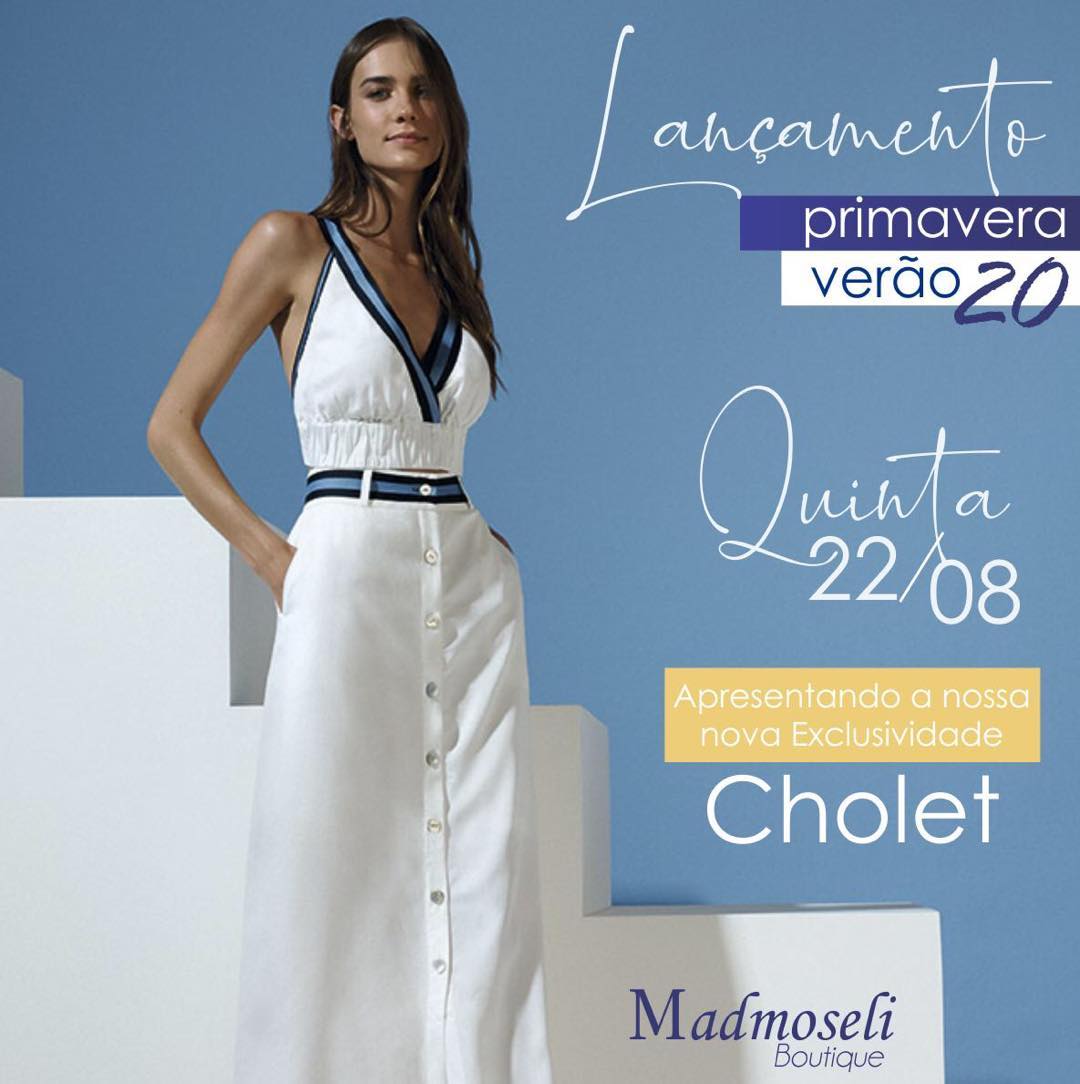 Lançamento
primavera
verão 20
Quinta
22/08
Apresentando a nossa
nova Exclusividade
Cholet
Madmoseli
Boutique